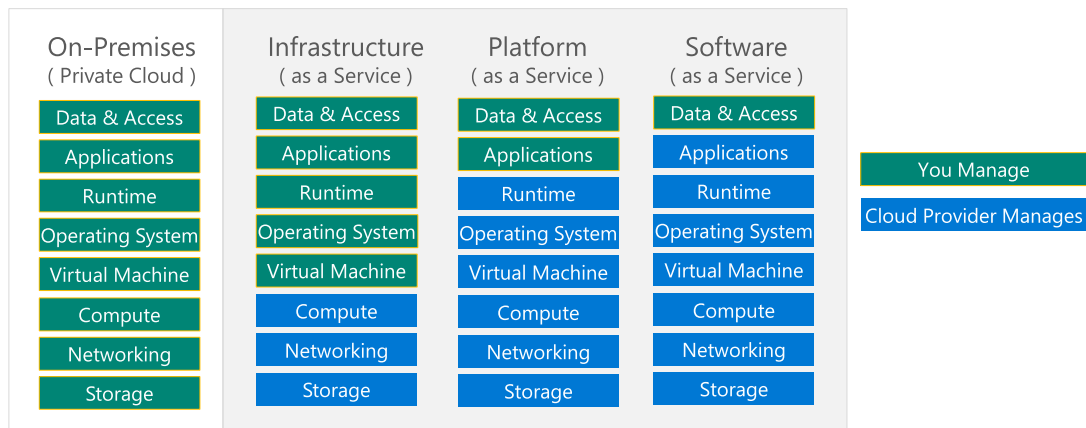 On-Premises
( Private Cloud )
Data & Access
Applications
Runtime
Operating System
Virtual Machine
Compute
Networking
Storage
Infrastructure
( as a Service )
Data & Access
Applications
Runtime
Operating System
Virtual Machine
Compute
Networking
Storage
Platform
( as a Service )
Data & Access
Applications
Runtime
Operating System
Virtual Machine
Compute
Networking
Storage
Software
( as a Service )
Data & Access
Applications
Runtime
Operating System
Virtual Machine
Compute
Networking
Storage
You Manage
Cloud Provider Manages